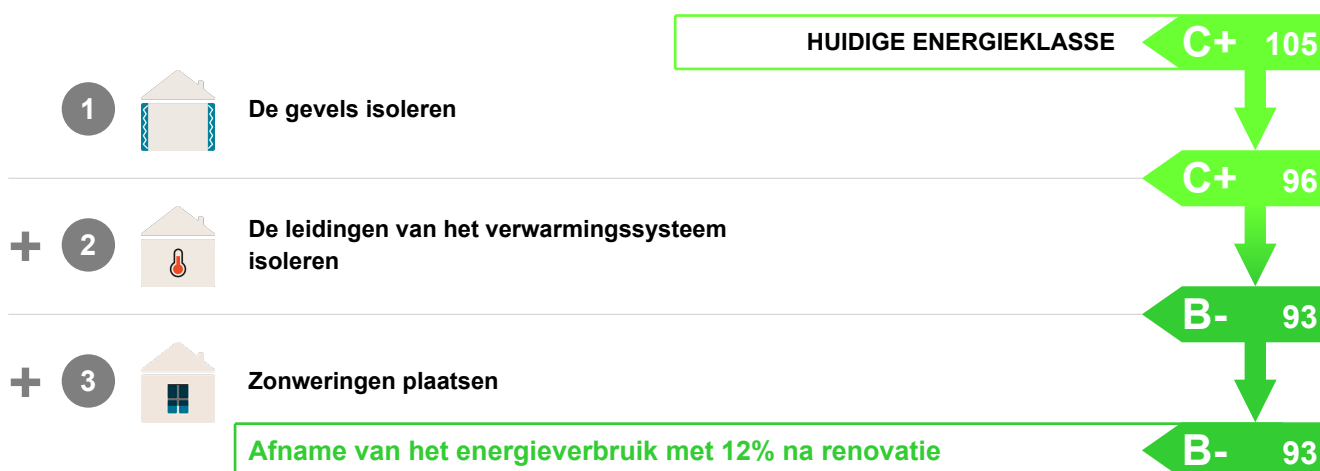 HUIDIGE ENERGIEKLASSE C+ 105
1 De gevels isoleren
C+ 96
+ 2 De leidingen van het verwarmingssysteem
isoleren
B- 93
+ 3 Zonweringen plaatsen
Afname van het energieverbruik met 12% na renovatie B- 93